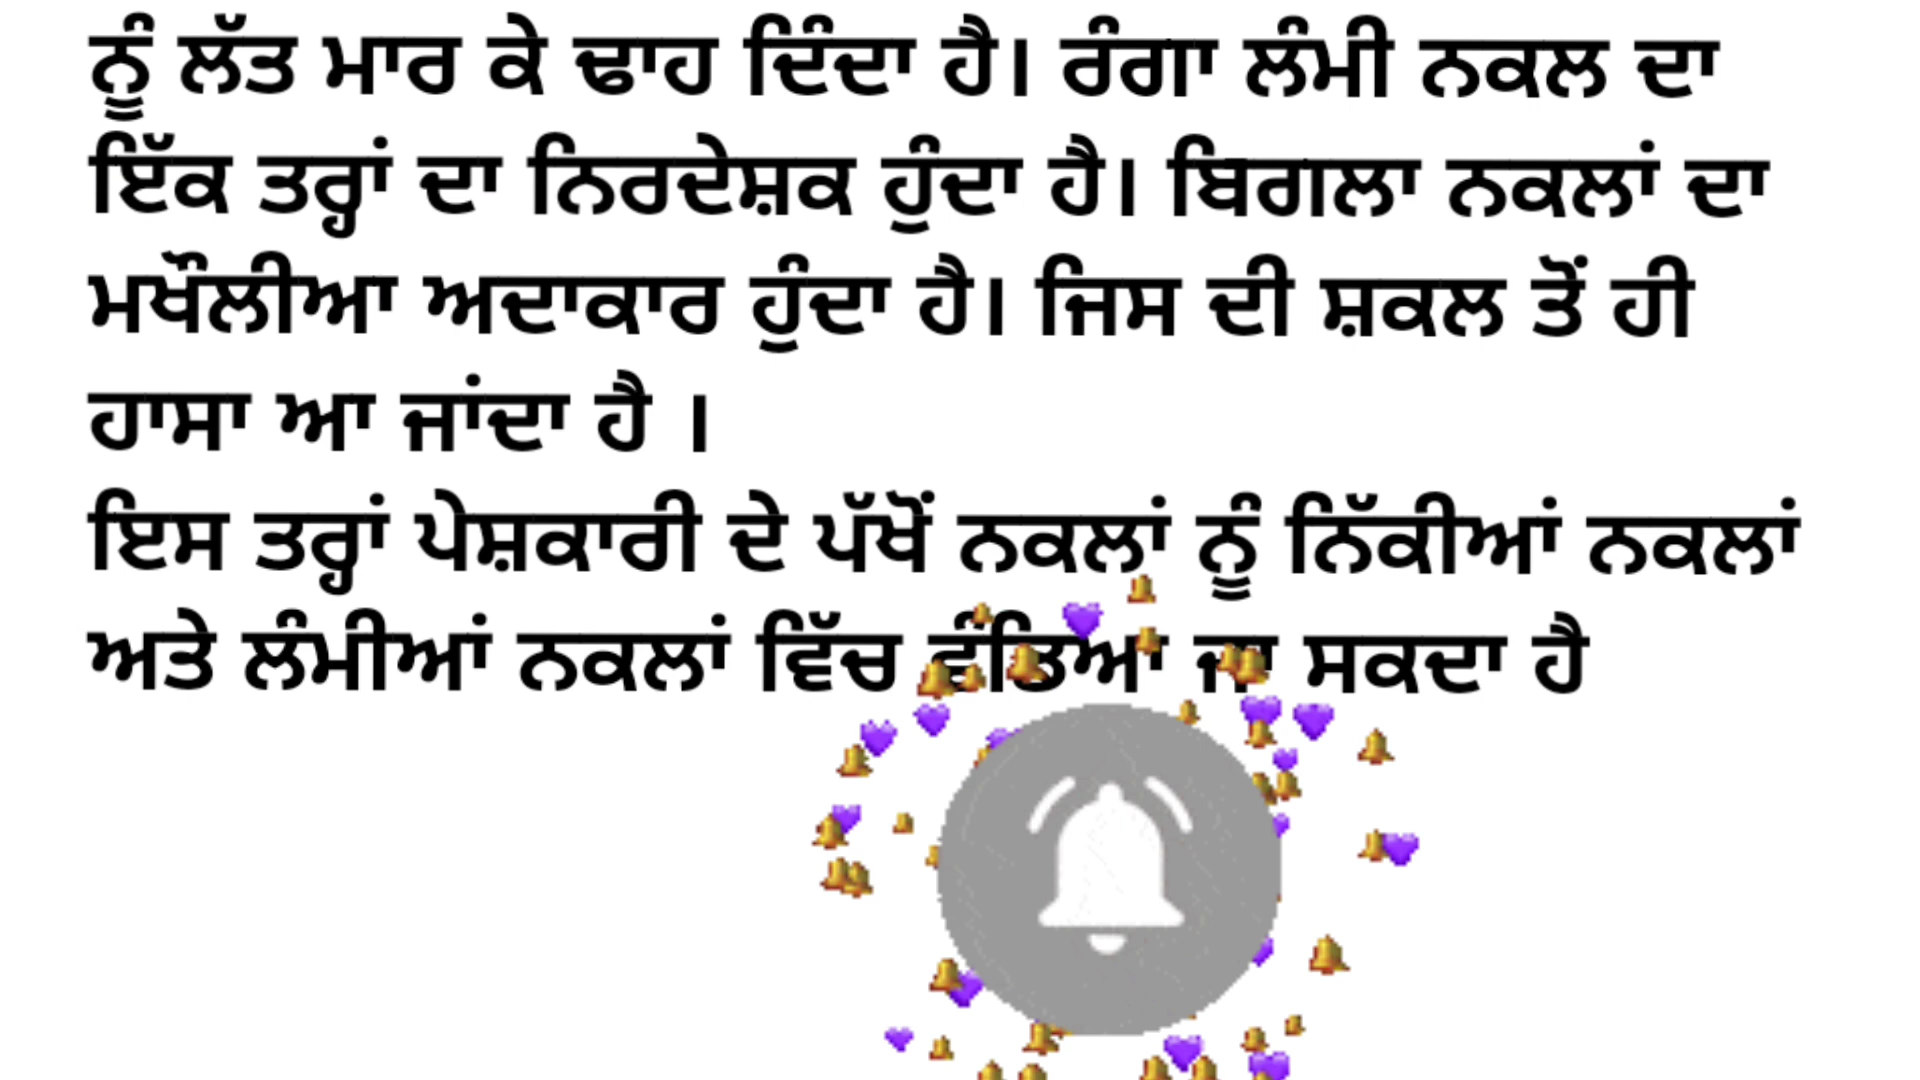 ਨੂੰ ਲੱਤ ਮਾਰ ਕੇ ਢਾਹ ਦਿੰਦਾ ਹੈ। ਰੰਗਾ ਲੰਮੀ ਨਕਲ ਦਾ
ਇੱਕ ਤਰ੍ਹਾਂ ਦਾ ਨਿਰਦੇਸ਼ਕ ਹੁੰਦਾ ਹੈ। ਬਿਗਲਾ ਨਕਲਾਂ ਦਾ
ਮਖੌਲੀਆ ਅਦਾਕਾਰ ਹੁੰਦਾ ਹੈ। ਜਿਸ ਦੀ ਸ਼ਕਲ ਤੋਂ ਹੀ
ਹਾਸਾ ਆ ਜਾਂਦਾ ਹੈ ।
ਇਸ ਤਰ੍ਹਾਂ ਪੇਸ਼ਕਾਰੀ ਦੇ ਪੱਖੋਂ ਨਕਲਾਂ ਨੂੰ ਨਿੱਕੀਆਂ ਨਕਲਾਂ
ਅਤੇ ਲੰਮੀਆਂ ਨਕਲਾਂ ਵਿੱਚ ਵੰਡਿਆ ਜਾ ਸਕਦਾ ਹੈ